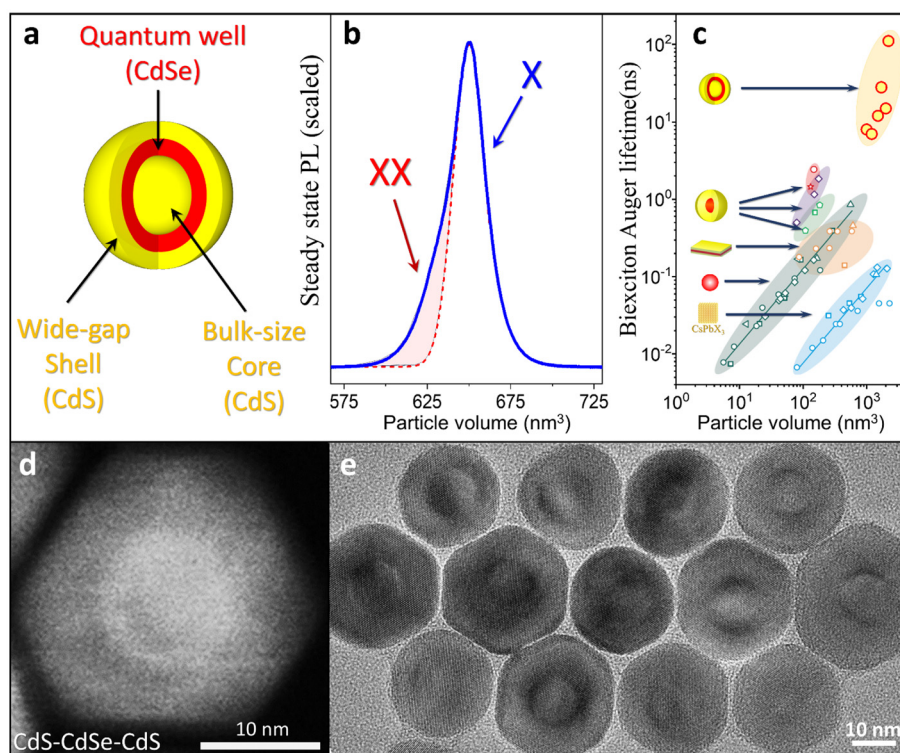 a
Quantum well
(CdSe)
Wide-gap
Shell
(CdS)
Bulk-size
Core
(CdS)
b
Steady state PL (scaled)
XX
X
575 625 675 725
Particle volume (nm³)
c
Biexciton Auger lifetime(ns)
10²
10¹
10⁰
10⁻¹
10⁻²
CsPbX₃
10⁰ 10¹ 10² 10³
Particle volume (nm³)
d
CdS-CdSe-CdS
10 nm
e
10 nm